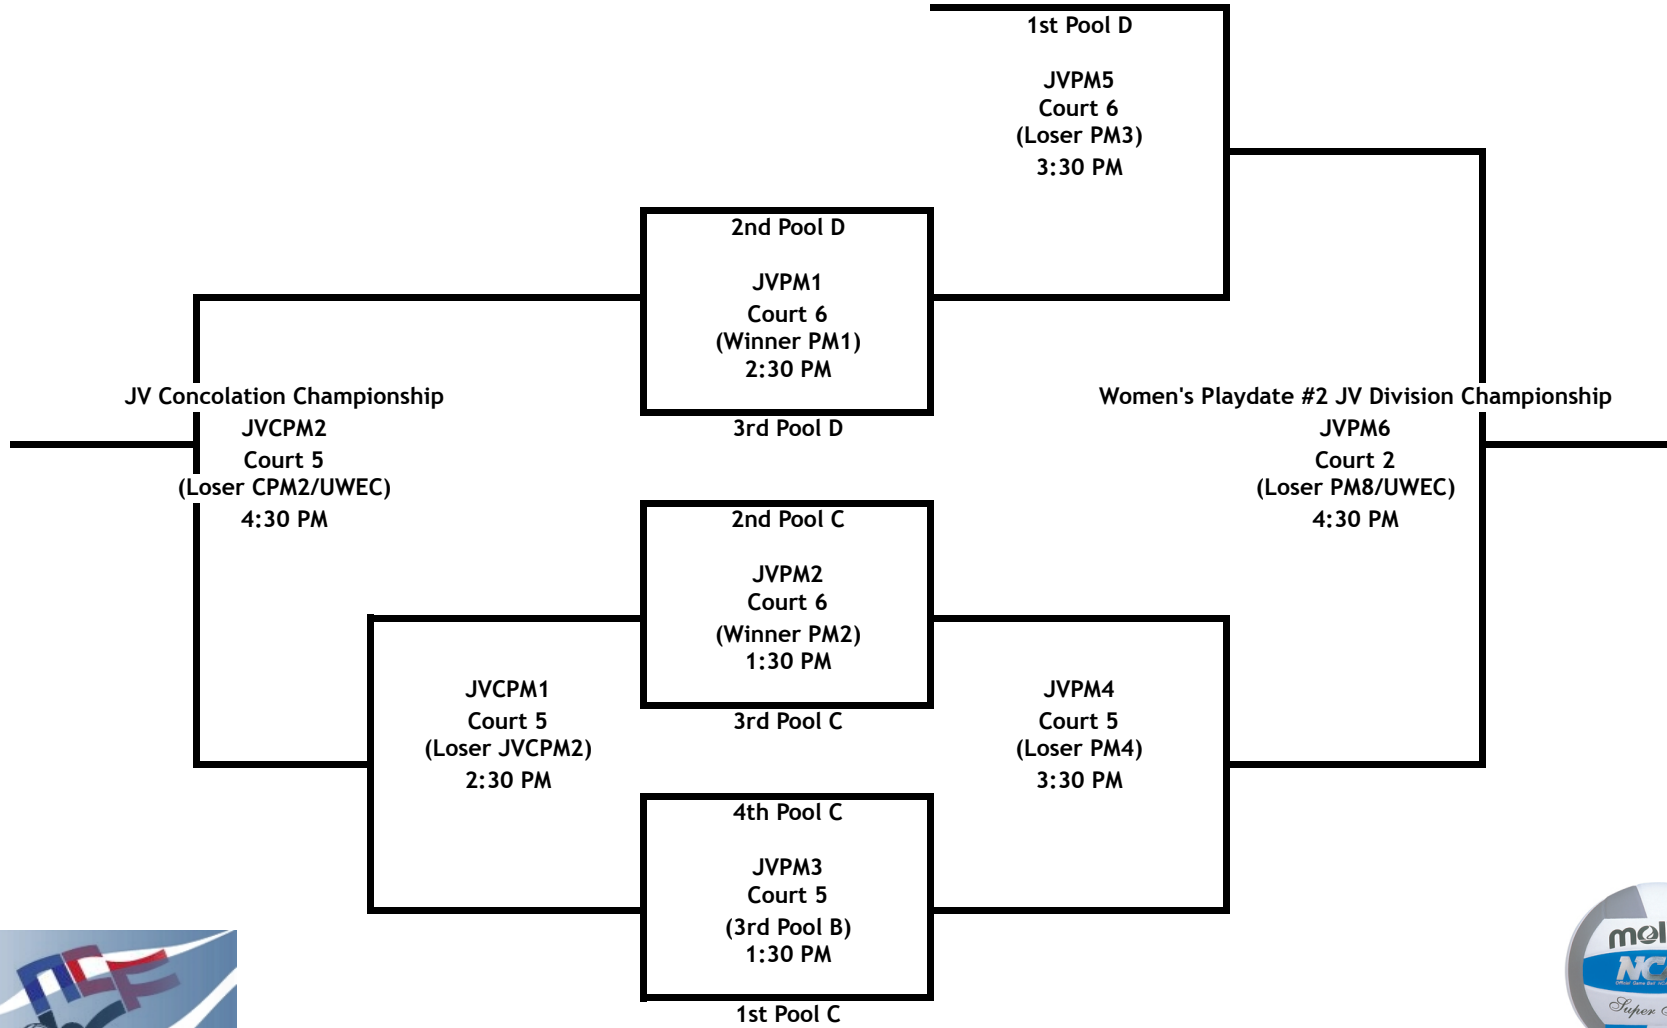 1st Pool D
JVPM5
Court 6
(Loser PM3)
3:30 PM
2nd Pool D
JVPM1
Court 6
(Winner PM1)
2:30 PM
3rd Pool D
JV Concolation Championship
JVCPM2
Court 5
(Loser CPM2/UWEC)
4:30 PM
Women's Playdate #2 JV Division Championship
JVPM6
Court 2
(Loser PM8/UWEC)
4:30 PM
2nd Pool C
JVPM2
Court 6
(Winner PM2)
1:30 PM
3rd Pool C
JVCPM1
Court 5
(Loser JVCPM2)
2:30 PM
JVPM4
Court 5
(Loser PM4)
3:30 PM
4th Pool C
JVPM3
Court 5
(3rd Pool B)
1:30 PM
1st Pool C
Super